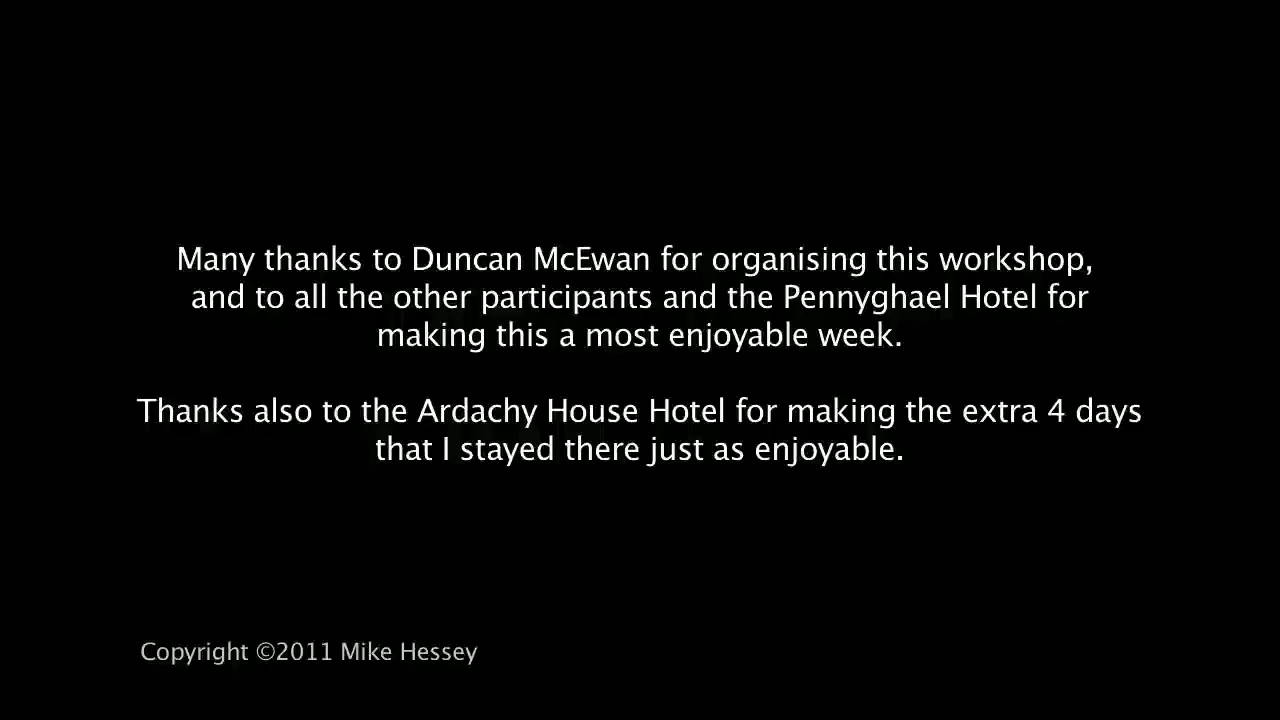 Many thanks to Duncan McEwan for organising this workshop,
and to all the other participants and the Pennyghael Hotel for
making this a most enjoyable week.
Thanks also to the Ardachy House Hotel for making the extra 4 days
that I stayed there just as enjoyable.
Copyright ©2011 Mike Hessey